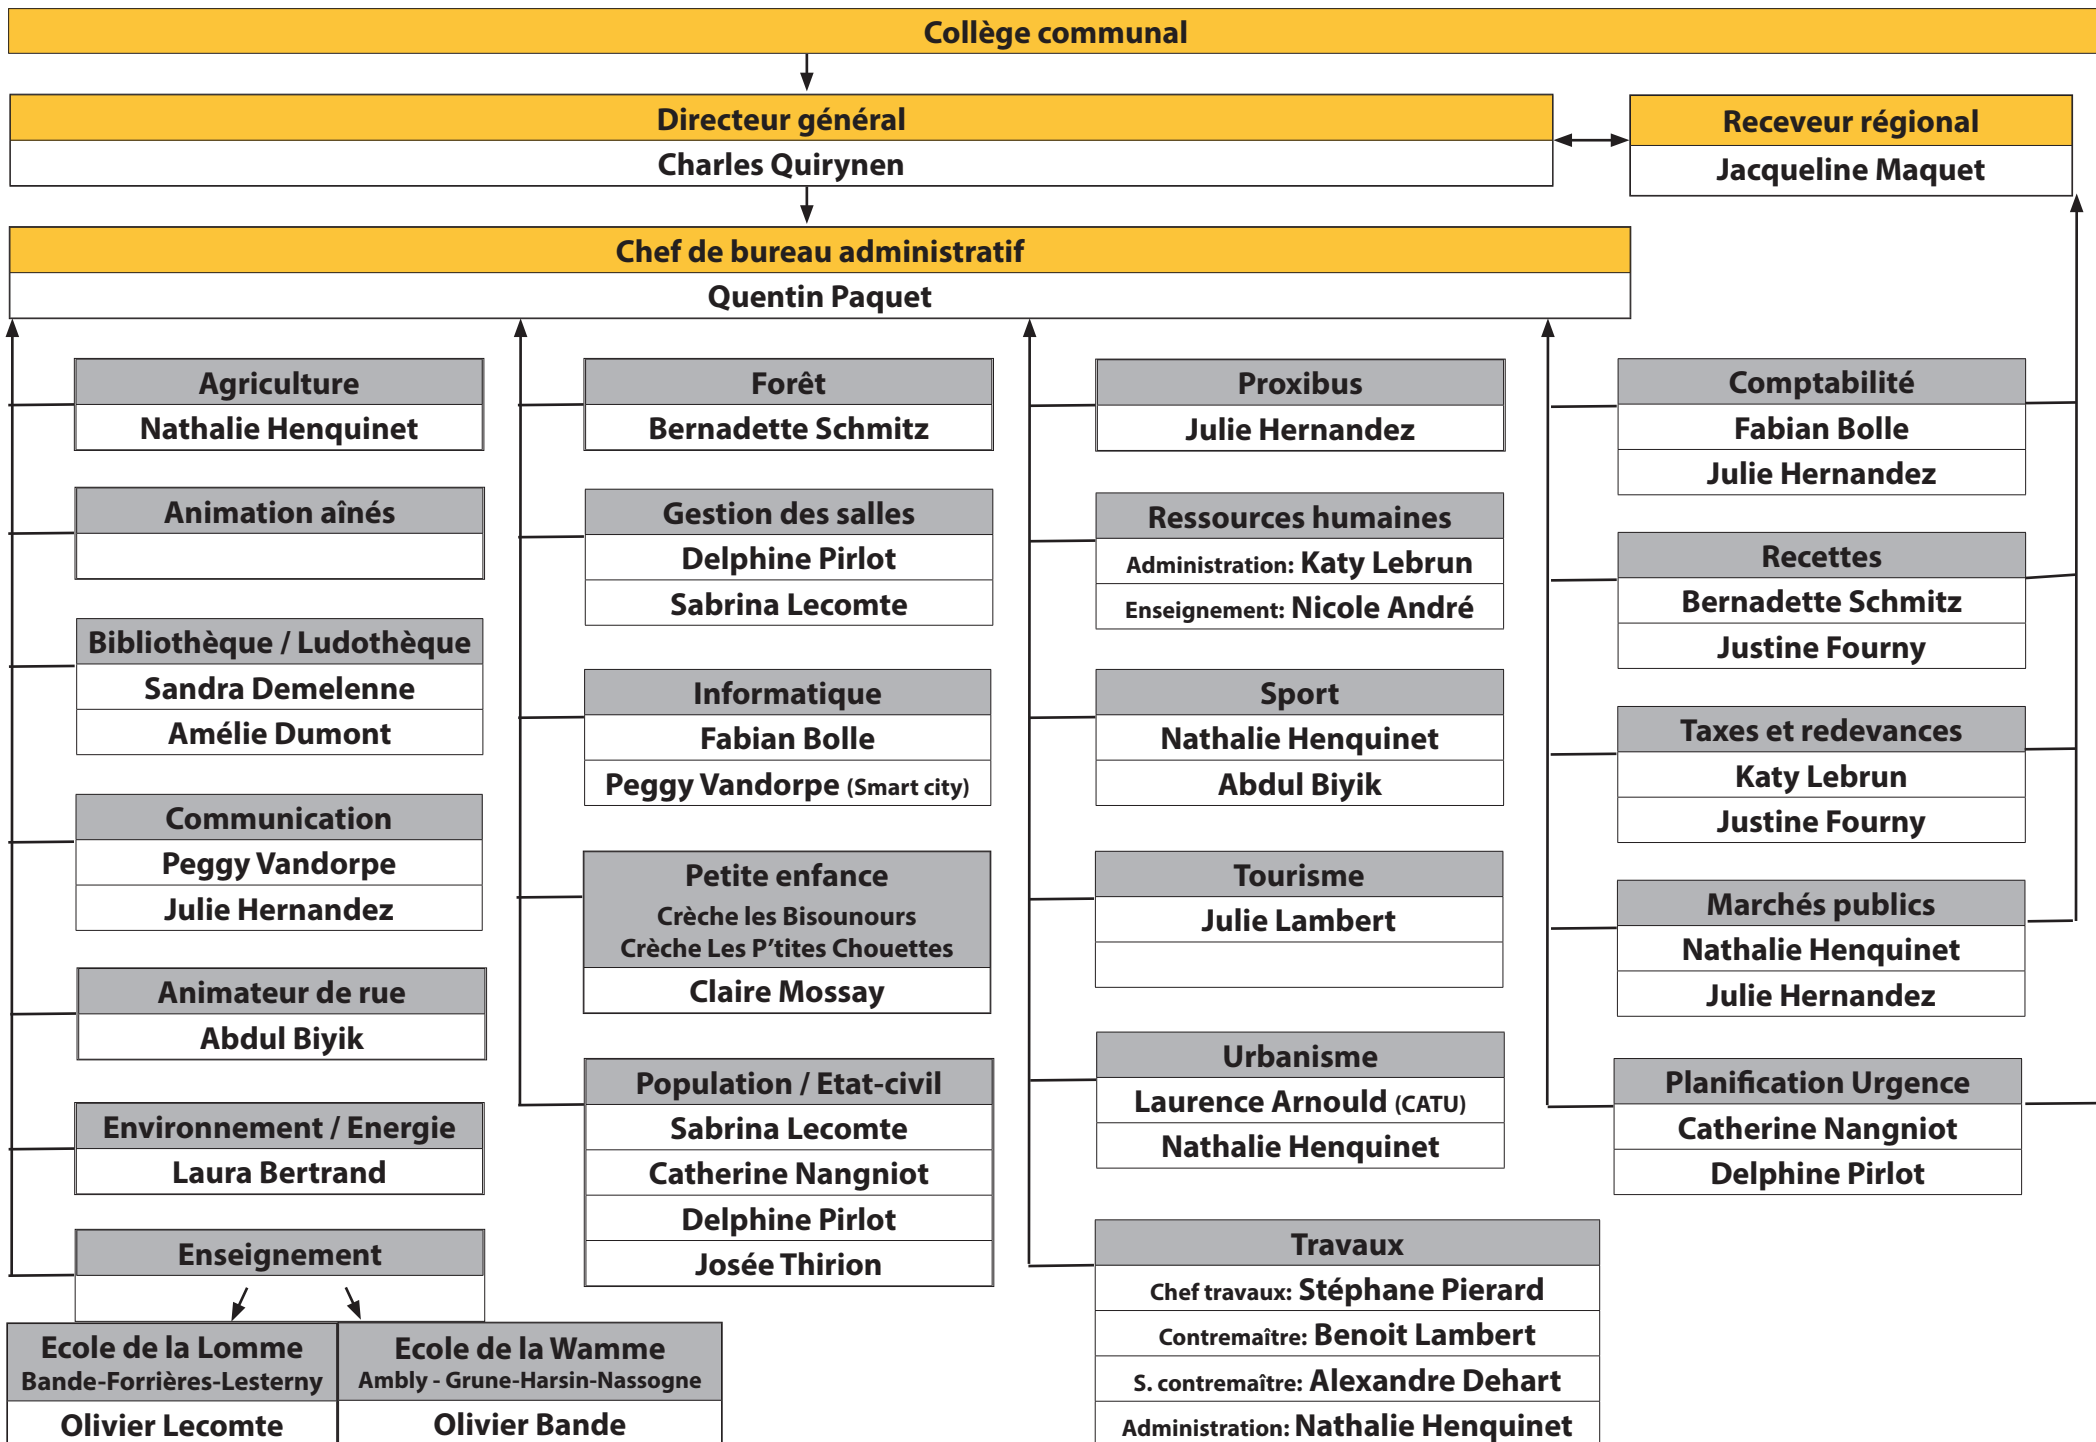 Collège communal
Directeur général
Charles Quirynen
Receveur régional
Jacqueline Maquet
Chef de bureau administratif
Quentin Paquet
Agriculture
Nathalie Henquinet
Animation aînés
Bibliothèque / Ludothèque
Sandra Demelenne
Amélie Dumont
Communication
Peggy Vandorpe
Julie Hernandez
Animateur de rue
Abdul Biyik
Environnement / Energie
Laura Bertrand
Enseignement
Ecole de la Lomme
Bande-Forrières-Lesterny
Olivier Lecomte
Ecole de la Wamme
Ambly - Grune-Harsin-Nassogne
Olivier Bande
Forêt
Bernadette Schmitz
Gestion des salles
Delphine Pirlot
Sabrina Lecomte
Informatique
Fabian Bolle
Peggy Vandorpe (Smart city)
Petite enfance
Crèche les Bisounours
Crèche Les P'tites Chouettes
Claire Mossay
Population / Etat-civil
Sabrina Lecomte
Catherine Nangniot
Delphine Pirlot
Josée Thirion
Proxibus
Julie Hernandez
Ressources humaines
Administration: Katy Lebrun
Enseignement: Nicole André
Sport
Nathalie Henquinet
Abdul Biyik
Tourisme
Julie Lambert
Urbanisme
Laurence Arnould (CATU)
Nathalie Henquinet
Travaux
Chef travaux: Stéphane Pierard
Contremaître: Benoit Lambert
S. contremaître: Alexandre Dehart
Administration: Nathalie Henquinet
Comptabilité
Fabian Bolle
Julie Hernandez
Recettes
Bernadette Schmitz
Justine Fourny
Taxes et redevances
Katy Lebrun
Justine Fourny
Marchés publics
Nathalie Henquinet
Julie Hernandez
Planification Urgence
Catherine Nangniot
Delphine Pirlot